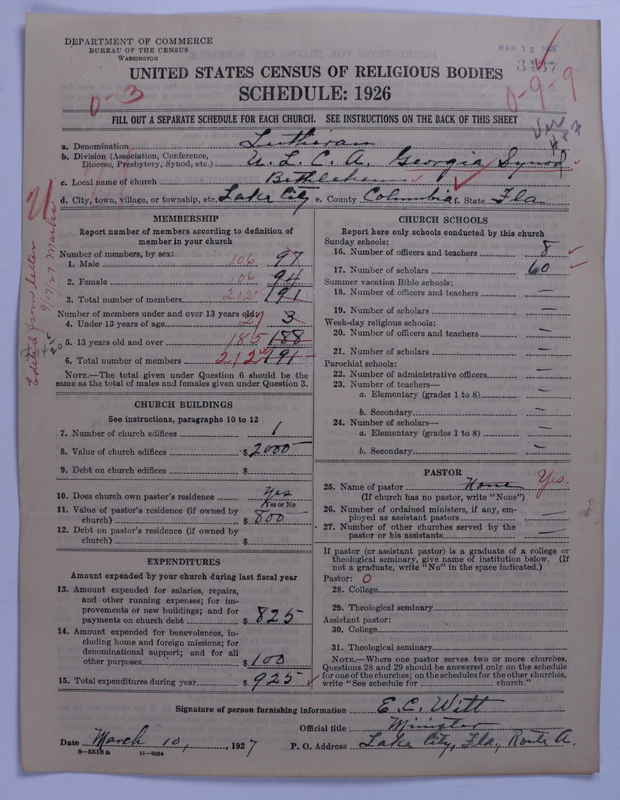 DEPARTMENT OF COMMERCE
BUREAU OF THE CENSUS
WASHINGTON
MAR 12
UNITED STATES CENSUS OF RELIGIOUS BODIES
SCHEDULE: 1926
0-3
0-9-9
FILL OUT A SEPARATE SCHEDULE FOR EACH CHURCH. SEE INSTRUCTIONS ON THE BACK OF THIS SHEET
a. Denomination Lutheran
b. Division (Association, Conference, Diocese, Presbytery, Synod, etc.) U. L. C. A. Georgia Synod
c. Local name of church Bethlehem
d. City, town, village, or township, etc. Lake City e. County Columbia f. State Fla
MEMBERSHIP
Report number of members according to definition of
member in your church
Number of members, by sex:
1. Male 106 97
2. Female 106 94
3. Total number of members 212 191
Number of members under and over 13 years old:
4. Under 13 years of age 27 3
5. 13 years old and over 185 188
6. Total number of members 212 191
NOTE.—The total given under Question 6 should be the
same as the total of males and females given under Question 3.
Edited from letter
CHURCH BUILDINGS
See instructions, paragraphs 10 to 12
7. Number of church edifices 1
8. Value of church edifices $ 2000
9. Debt on church edifices $
10. Does church own pastor's residence Yes
Yes or No
11. Value of pastor's residence (if owned by
church) $ 800
12. Debt on pastor's residence (if owned by
church) $
EXPENDITURES
Amount expended by your church during last fiscal year
13. Amount expended for salaries, repairs,
and other running expenses; for im-
provements or new buildings; and for
payments on church debt $ 825
14. Amount expended for benevolences, in-
cluding home and foreign missions; for
denominational support; and for all
other purposes $ 100
15. Total expenditures during year $ 925
CHURCH SCHOOLS
Report here only schools conducted by this church
Sunday schools:
16. Number of officers and teachers 8
17. Number of scholars 60
Summer vacation Bible schools:
18. Number of officers and teachers —
19. Number of scholars —
Week-day religious schools:
20. Number of officers and teachers —
21. Number of scholars —
Parochial schools:
22. Number of administrative officers —
23. Number of teachers—
a. Elementary (grades 1 to 8) —
b. Secondary —
24. Number of scholars—
a. Elementary (grades 1 to 8) —
b. Secondary —
PASTOR
25. Name of pastor None Yes.
(If church has no pastor, write "None")
26. Number of ordained ministers, if any, em-
ployed as assistant pastors —
27. Number of other churches served by the
pastor or his assistants —
If pastor (or assistant pastor) is a graduate of a college or
theological seminary, give name of institution below. (If
not a graduate, write "No" in the space indicated.)
Pastor: 0
28. College
29. Theological seminary
Assistant pastor:
30. College
31. Theological seminary
NOTE.—Where one pastor serves two or more churches,
Questions 28 and 29 should be answered only on the schedule
for one of the churches; on the schedules for the other churches,
write "See schedule for church."
Signature of person furnishing information E. C. Witt
Official title Minister
Date March 10, 1927 P. O. Address Lake City, Fla, Route A.
8-5518a 11-9264